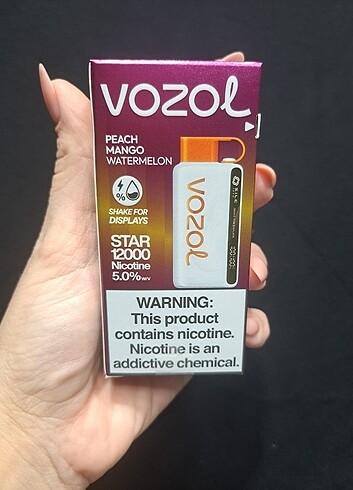 VOZOL
PEACH
MANGO
WATERMELON
%
SHAKE FOR
DISPLAYS
STAR
12000
Nicotine
5.0%w/v
VOZOL
WARNING:
This product
contains nicotine.
Nicotine is an
addictive chemical.